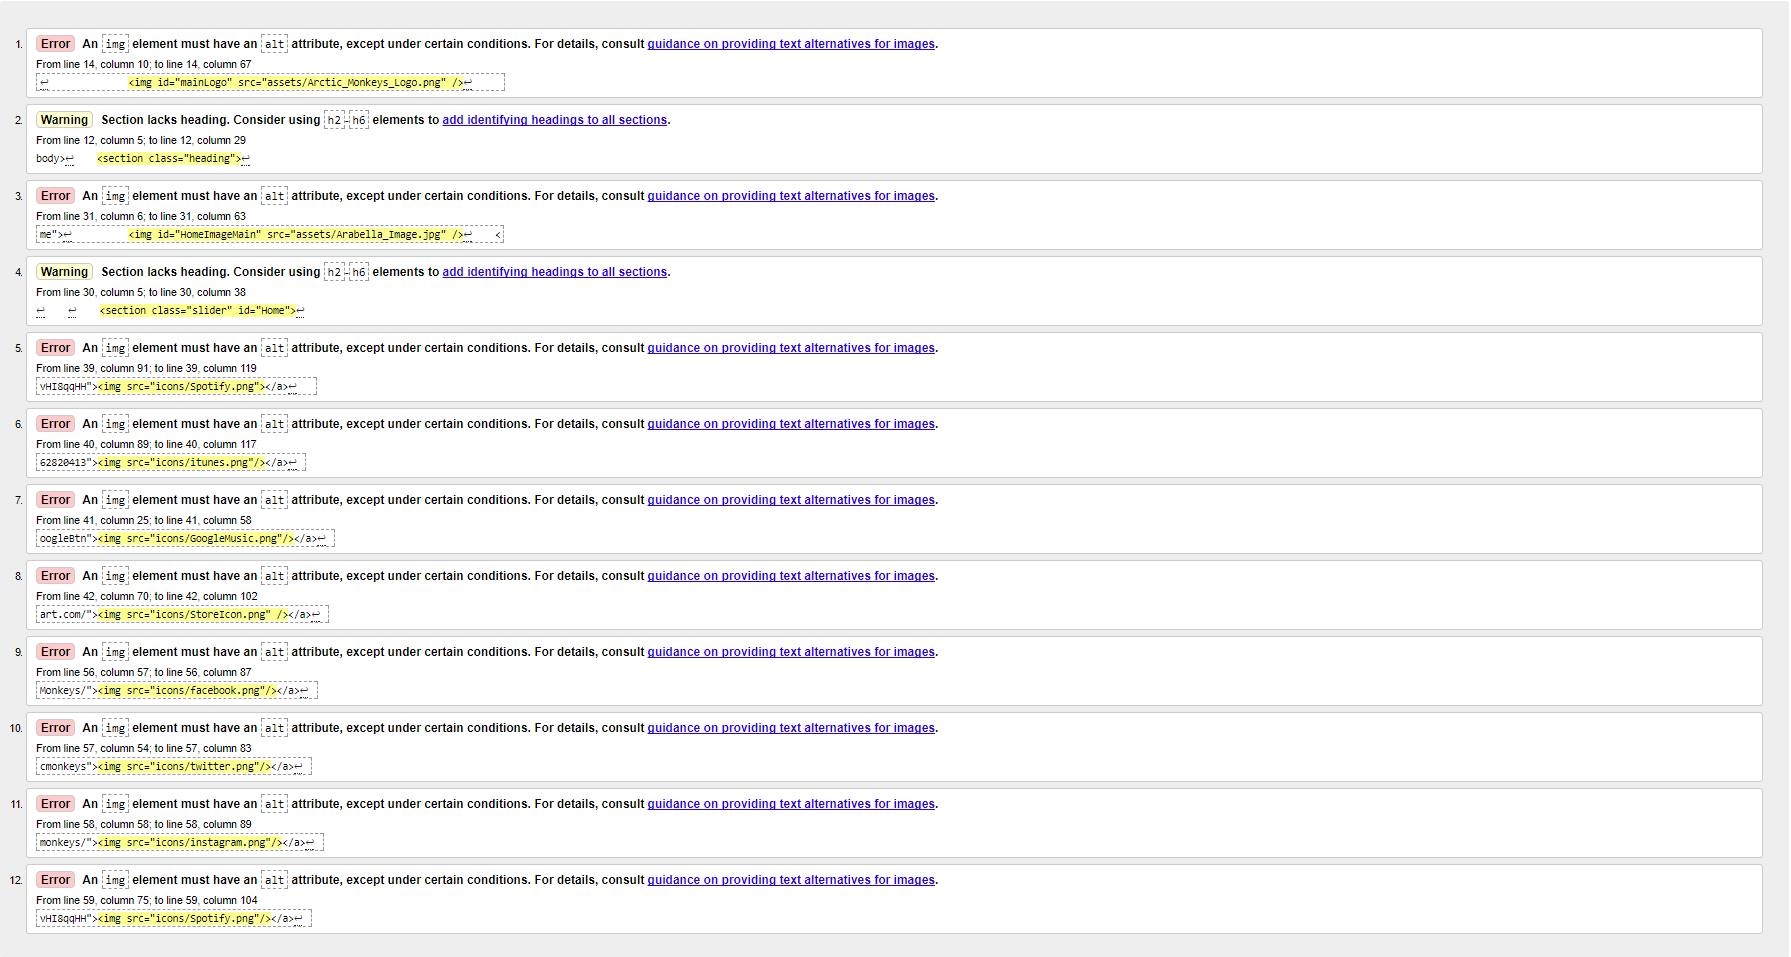 1. Error An img element must have an alt attribute, except under certain conditions. For details, consult guidance on providing text alternatives for images.
From line 14, column 10; to line 14, column 67
↩ <img id="mainLogo" src="assets/Arctic_Monkeys_Logo.png" />↩
2. Warning Section lacks heading. Consider using h2-h6 elements to add identifying headings to all sections.
From line 12, column 5; to line 12, column 29
body>↩ <section class="heading">↩
3. Error An img element must have an alt attribute, except under certain conditions. For details, consult guidance on providing text alternatives for images.
From line 31, column 6; to line 31, column 63
me">↩ <img id="HomeImageMain" src="assets/Arabella_Image.jpg" />↩ <
4. Warning Section lacks heading. Consider using h2-h6 elements to add identifying headings to all sections.
From line 30, column 5; to line 30, column 38
↩ ↩ <section class="slider" id="Home">↩
5. Error An img element must have an alt attribute, except under certain conditions. For details, consult guidance on providing text alternatives for images.
From line 39, column 91; to line 39, column 119
vHI8qqHH"><img src="icons/Spotify.png"></a>↩
6. Error An img element must have an alt attribute, except under certain conditions. For details, consult guidance on providing text alternatives for images.
From line 40, column 89; to line 40, column 117
62820413"><img src="icons/itunes.png"/></a>↩
7. Error An img element must have an alt attribute, except under certain conditions. For details, consult guidance on providing text alternatives for images.
From line 41, column 25; to line 41, column 58
oogleBtn"><img src="icons/GoogleMusic.png"/></a>↩
8. Error An img element must have an alt attribute, except under certain conditions. For details, consult guidance on providing text alternatives for images.
From line 42, column 70; to line 42, column 102
art.com/"><img src="icons/StoreIcon.png" /></a>↩
9. Error An img element must have an alt attribute, except under certain conditions. For details, consult guidance on providing text alternatives for images.
From line 56, column 57; to line 56, column 87
Monkeys/"><img src="icons/facebook.png"/></a>↩
10. Error An img element must have an alt attribute, except under certain conditions. For details, consult guidance on providing text alternatives for images.
From line 57, column 54; to line 57, column 83
cmonkeys"><img src="icons/twitter.png"/></a>↩
11. Error An img element must have an alt attribute, except under certain conditions. For details, consult guidance on providing text alternatives for images.
From line 58, column 58; to line 58, column 89
monkeys/"><img src="icons/instagram.png"/></a>↩
12. Error An img element must have an alt attribute, except under certain conditions. For details, consult guidance on providing text alternatives for images.
From line 59, column 75; to line 59, column 104
vHI8qqHH"><img src="icons/Spotify.png"/></a>↩